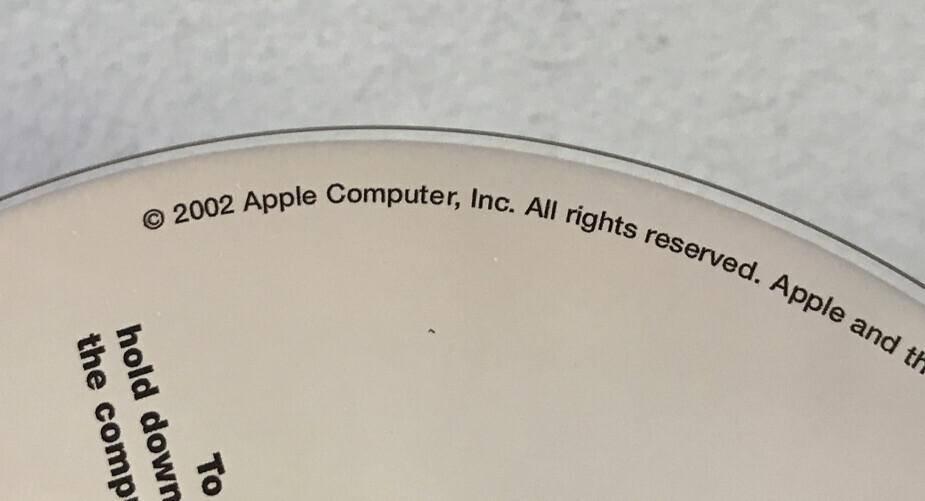 © 2002 Apple Computer, Inc. All rights reserved. Apple and th
To
hold down
the comp